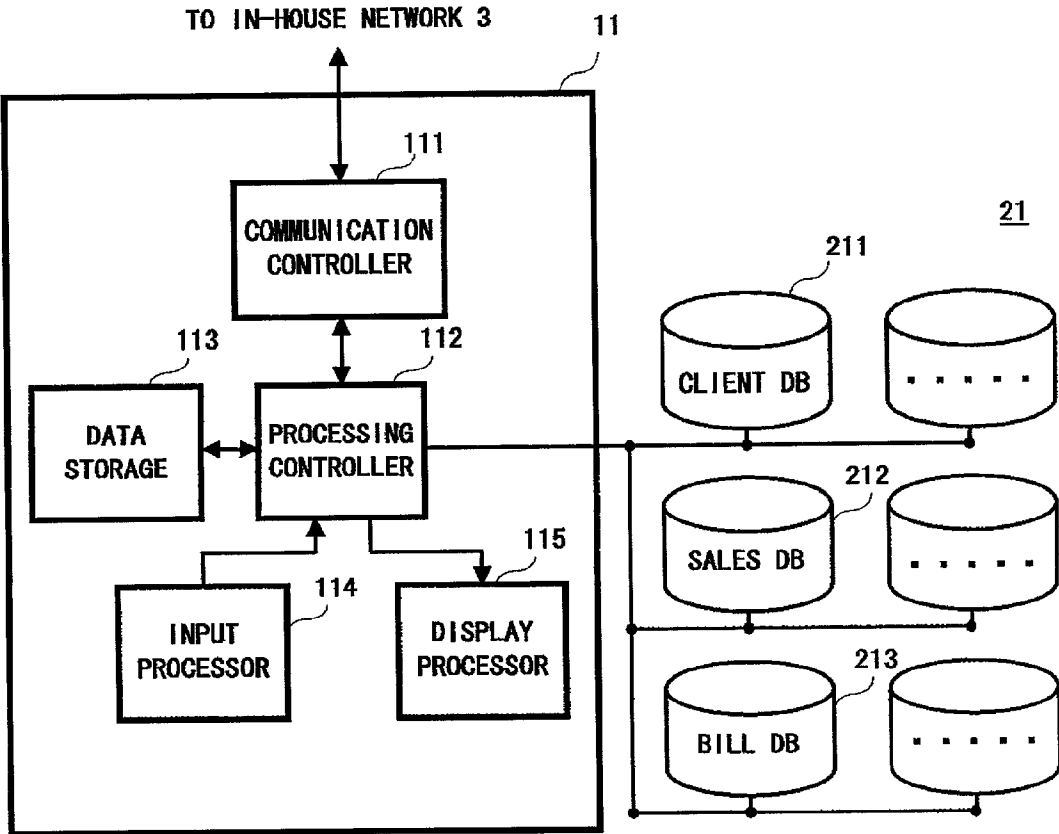 TO IN-HOUSE NETWORK 3
11
111
COMMUNICATION
CONTROLLER
21
211
113
112
CLIENT DB
.....
DATA
STORAGE
PROCESSING
CONTROLLER
212
115
SALES DB
.....
114
INPUT
PROCESSOR
DISPLAY
PROCESSOR
213
BILL DB
.....